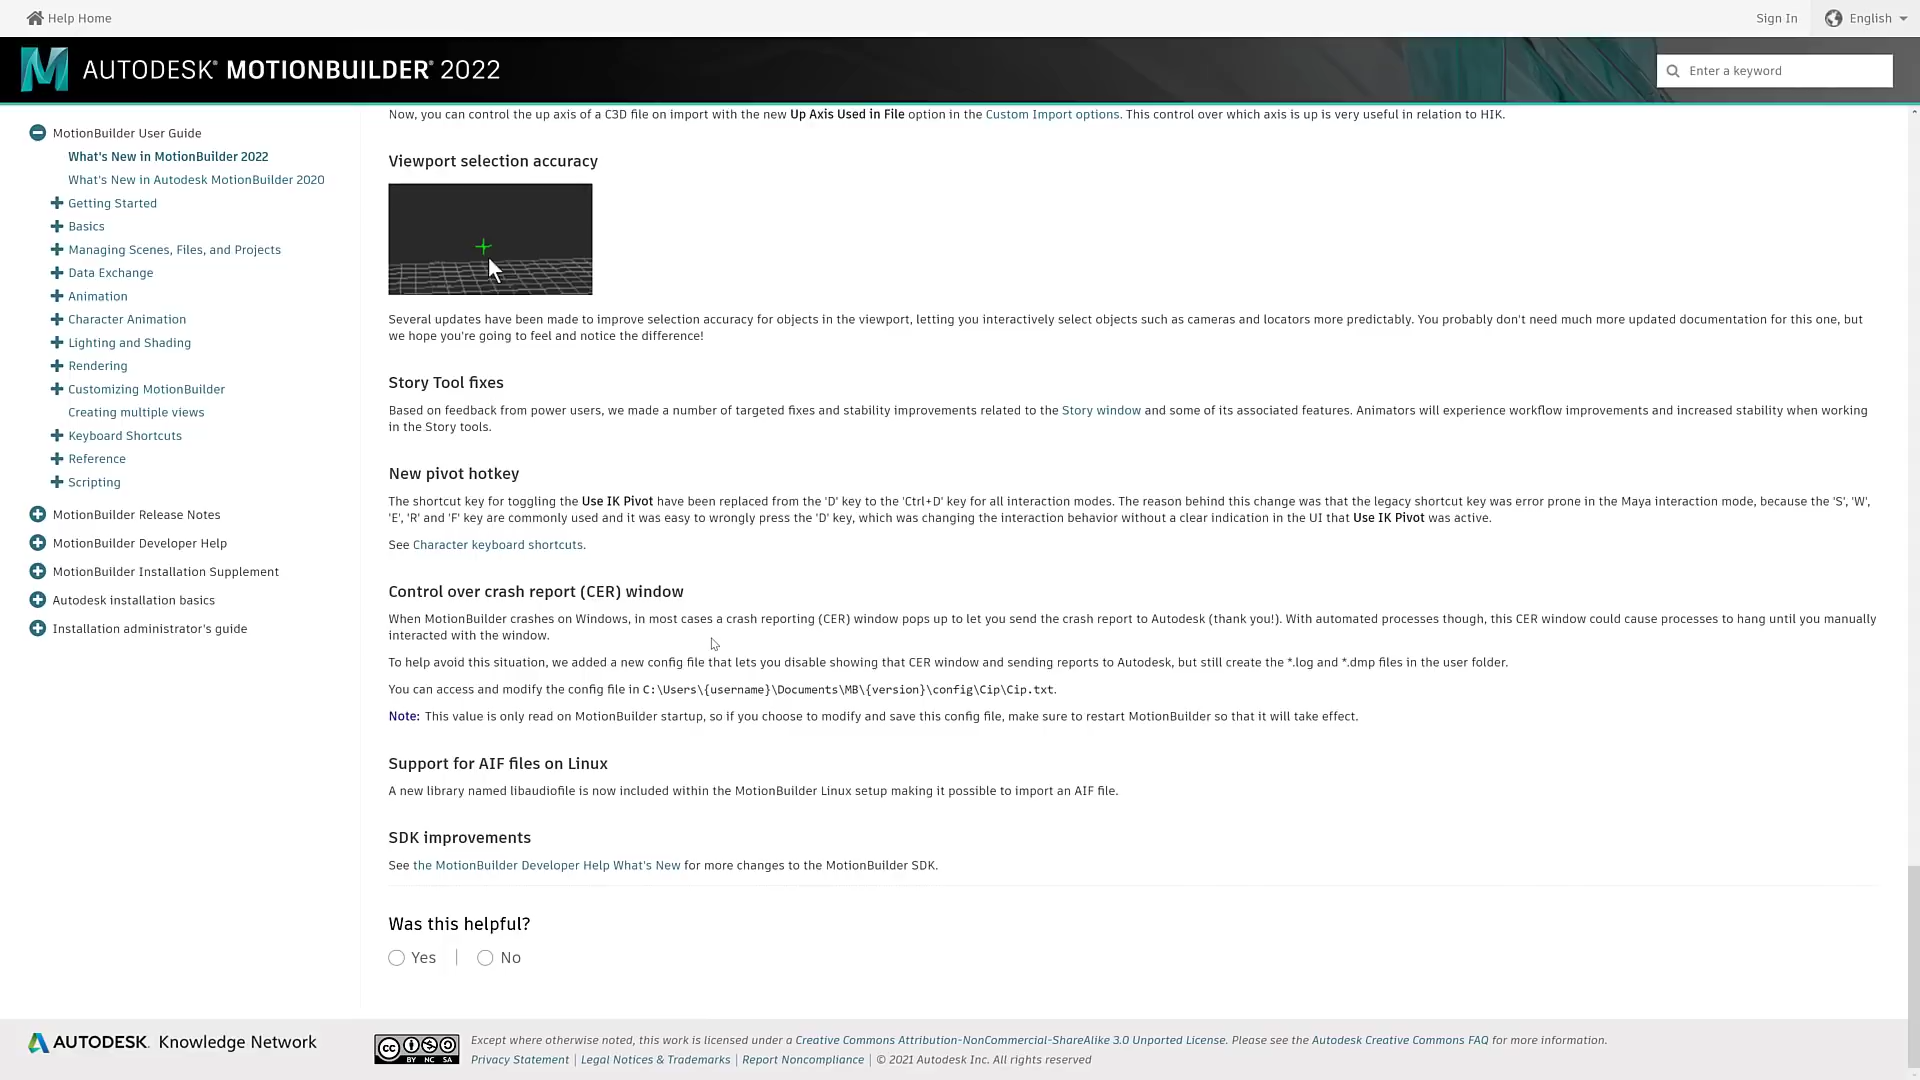 Help Home
Sign In
English
AUTODESK® MOTIONBUILDER® 2022
Enter a keyword
MotionBuilder User Guide
What's New in MotionBuilder 2022
What's New in Autodesk MotionBuilder 2020
Getting Started
Basics
Managing Scenes, Files, and Projects
Data Exchange
Animation
Character Animation
Lighting and Shading
Rendering
Customizing MotionBuilder
Creating multiple views
Keyboard Shortcuts
Reference
Scripting
MotionBuilder Release Notes
MotionBuilder Developer Help
MotionBuilder Installation Supplement
Autodesk installation basics
Installation administrator's guide
Now, you can control the up axis of a C3D file on import with the new Up Axis Used in File option in the Custom Import options. This control over which axis is up is very useful in relation to HIK.
Viewport selection accuracy
Several updates have been made to improve selection accuracy for objects in the viewport, letting you interactively select objects such as cameras and locators more predictably. You probably don't need much more updated documentation for this one, but
we hope you're going to feel and notice the difference!
Story Tool fixes
Based on feedback from power users, we made a number of targeted fixes and stability improvements related to the Story window and some of its associated features. Animators will experience workflow improvements and increased stability when working
in the Story tools.
New pivot hotkey
The shortcut key for toggling the Use IK Pivot have been replaced from the 'D' key to the 'Ctrl+D' key for all interaction modes. The reason behind this change was that the legacy shortcut key was error prone in the Maya interaction mode, because the 'S', 'W',
'E', 'R' and 'F' key are commonly used and it was easy to wrongly press the 'D' key, which was changing the interaction behavior without a clear indication in the UI that Use IK Pivot was active.
See Character keyboard shortcuts.
Control over crash report (CER) window
When MotionBuilder crashes on Windows, in most cases a crash reporting (CER) window pops up to let you send the crash report to Autodesk (thank you!). With automated processes though, this CER window could cause processes to hang until you manually
interacted with the window.
To help avoid this situation, we added a new config file that lets you disable showing that CER window and sending reports to Autodesk, but still create the *.log and *.dmp files in the user folder.
You can access and modify the config file in C:\Users\{username}\Documents\MB\{version}\config\Cip\Cip.txt.
Note: This value is only read on MotionBuilder startup, so if you choose to modify and save this config file, make sure to restart MotionBuilder so that it will take effect.
Support for AIF files on Linux
A new library named libaudiofile is now included within the MotionBuilder Linux setup making it possible to import an AIF file.
SDK improvements
See the MotionBuilder Developer Help What's New for more changes to the MotionBuilder SDK.
Was this helpful?
Yes | No
AUTODESK. Knowledge Network
cc BY NC SA
Except where otherwise noted, this work is licensed under a Creative Commons Attribution-NonCommercial-ShareAlike 3.0 Unported License. Please see the Autodesk Creative Commons FAQ for more information.
Privacy Statement | Legal Notices & Trademarks | Report Noncompliance | © 2021 Autodesk Inc. All rights reserved